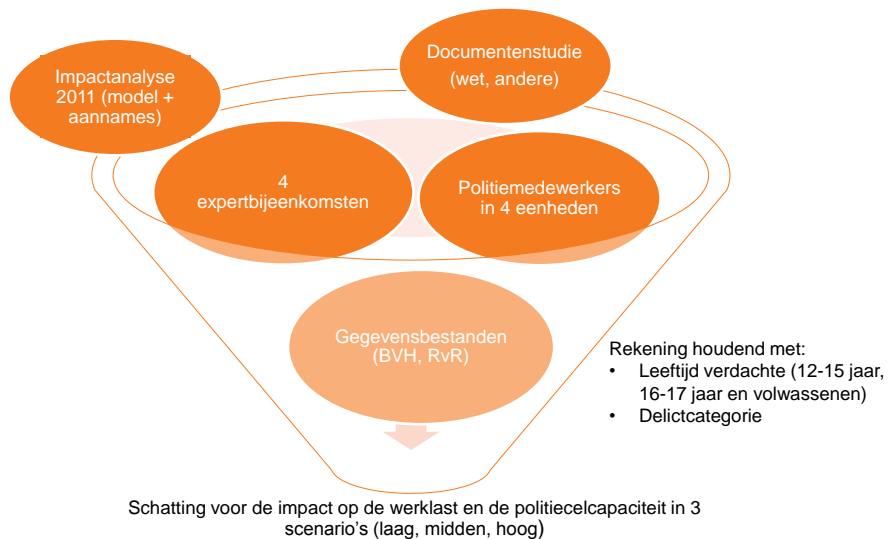 Documentenstudie
(wet, andere)
Impactanalyse
2011 (model +
aannames)
4
expertbijeenkomsten
Politiemedewerkers
in 4 eenheden
Gegevensbestanden
(BVH, RvR)
Rekening houdend met:
• Leeftijd verdachte (12-15 jaar,
16-17 jaar en volwassenen)
• Delictcategorie
Schatting voor de impact op de werklast en de politiecelcapaciteit in 3
scenario's (laag, midden, hoog)